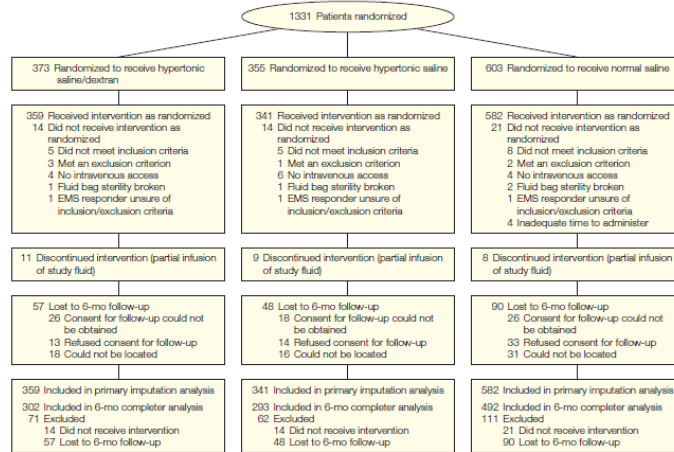 1331 Patients randomized
373 Randomized to receive hypertonic
saline/dextran
355 Randomized to receive hypertonic saline
603 Randomized to receive normal saline
359 Received intervention as randomized
14 Did not receive intervention as
randomized
5 Did not meet inclusion criteria
3 Met an exclusion criterion
4 No intravenous access
1 Fluid bag sterility broken
1 EMS responder unsure of
inclusion/exclusion criteria
341 Received intervention as randomized
14 Did not receive intervention as
randomized
5 Did not meet inclusion criteria
1 Met an exclusion criterion
6 No intravenous access
1 Fluid bag sterility broken
1 EMS responder unsure of
inclusion/exclusion criteria
582 Received intervention as randomized
21 Did not receive intervention as
randomized
8 Did not meet inclusion criteria
2 Met an exclusion criterion
4 No intravenous access
2 Fluid bag sterility broken
1 EMS responder unsure of
inclusion/exclusion criteria
4 Inadequate time to administer
11 Discontinued intervention (partial infusion
of study fluid)
9 Discontinued intervention (partial infusion
of study fluid)
8 Discontinued intervention (partial infusion
of study fluid)
57 Lost to 6-mo follow-up
26 Consent for follow-up could not
be obtained
13 Refused consent for follow-up
18 Could not be located
48 Lost to 6-mo follow-up
18 Consent for follow-up could not
be obtained
14 Refused consent for follow-up
16 Could not be located
90 Lost to 6-mo follow-up
26 Consent for follow-up could not
be obtained
33 Refused consent for follow-up
31 Could not be located
359 Included in primary imputation analysis
302 Included in 6-mo completer analysis
71 Excluded
14 Did not receive intervention
57 Lost to 6-mo follow-up
341 Included in primary imputation analysis
293 Included in 6-mo completer analysis
62 Excluded
14 Did not receive intervention
48 Lost to 6-mo follow-up
582 Included in primary imputation analysis
492 Included in 6-mo completer analysis
111 Excluded
21 Did not receive intervention
90 Lost to 6-mo follow-up